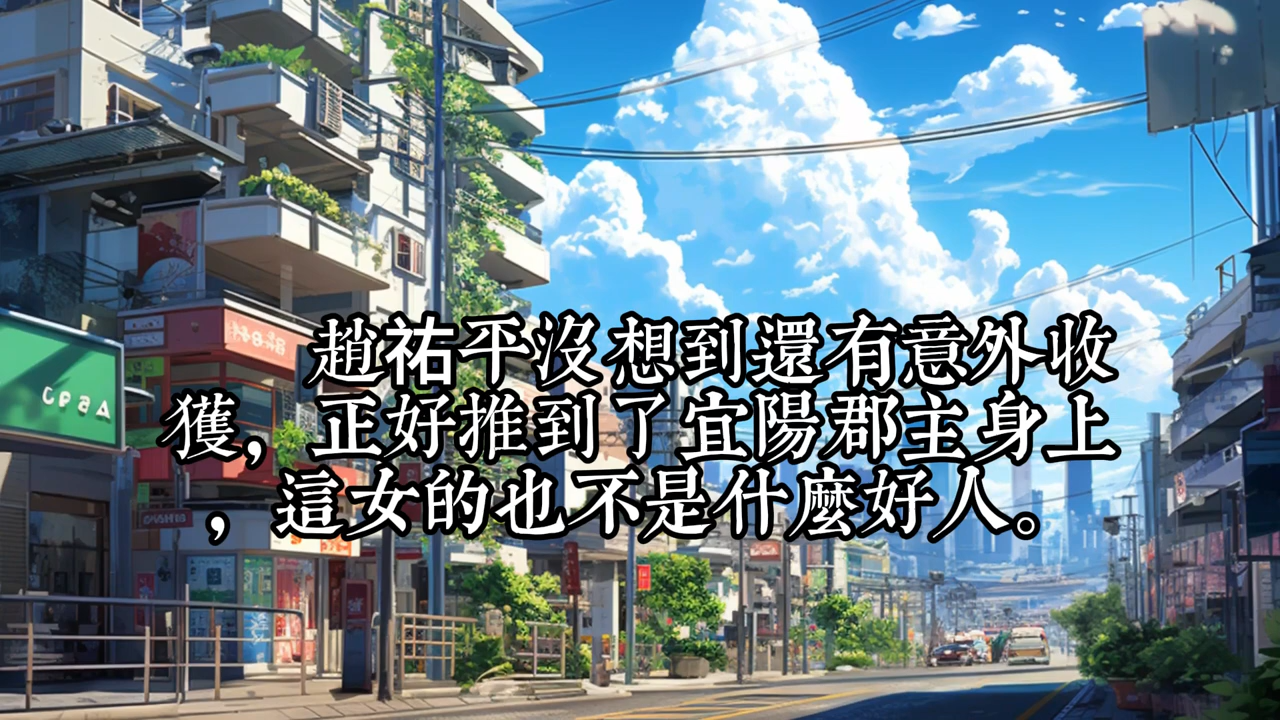 趙祐平沒想到還有意外收
獲，正好推到了宜陽郡主身上
，這女的也不是什麼好人。